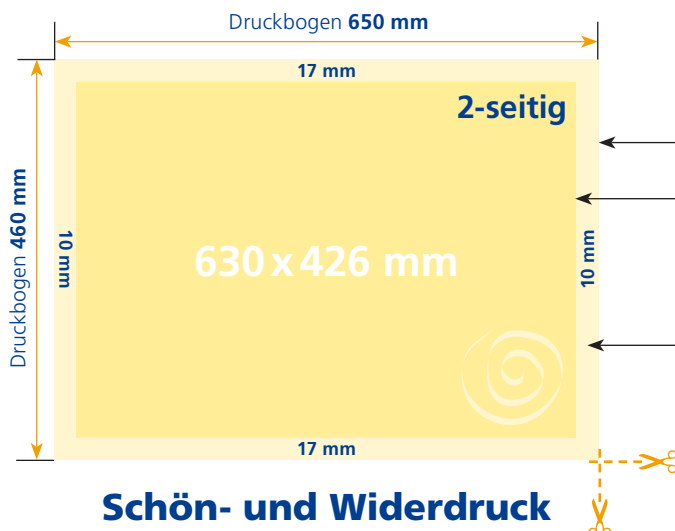 Druckbogen 650 mm
17 mm
2-seitig
Druckbogen 460 mm
10 mm
630 x 426 mm
10 mm
17 mm
Schön- und Widerdruck